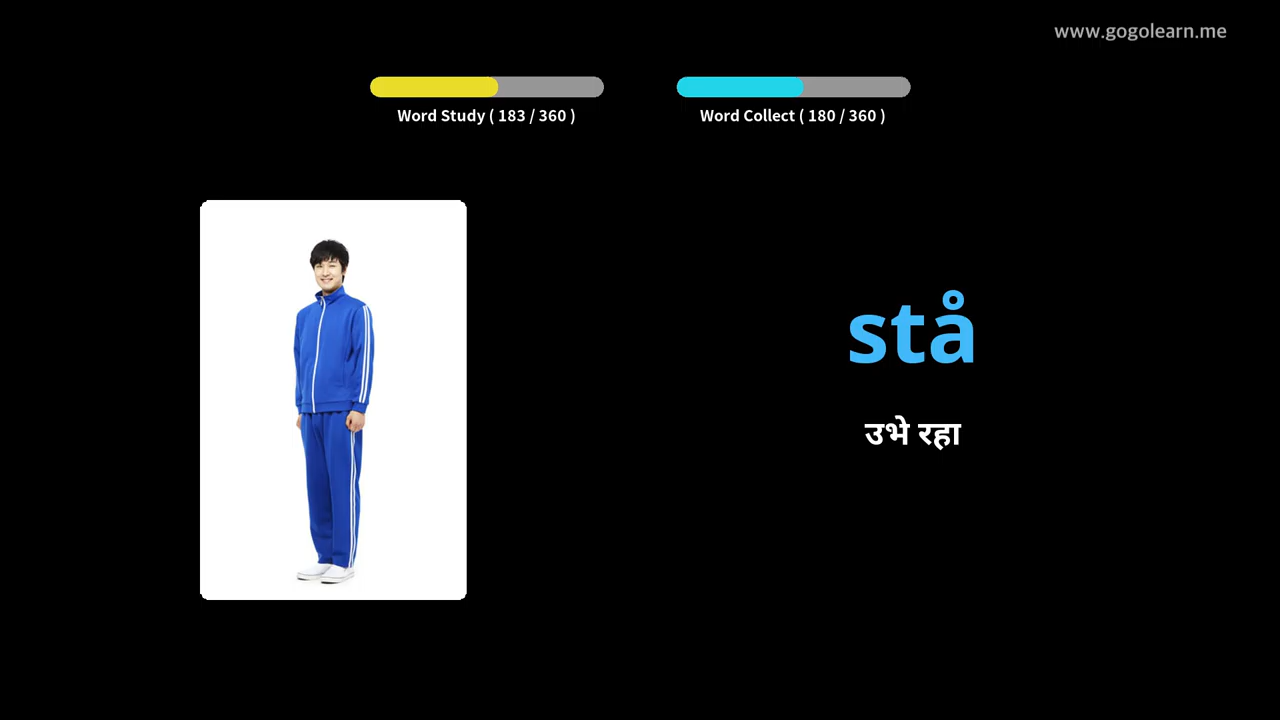 www.gogolearn.me
Word Study ( 183 / 360 )
Word Collect ( 180 / 360 )
stå
उभे रहा